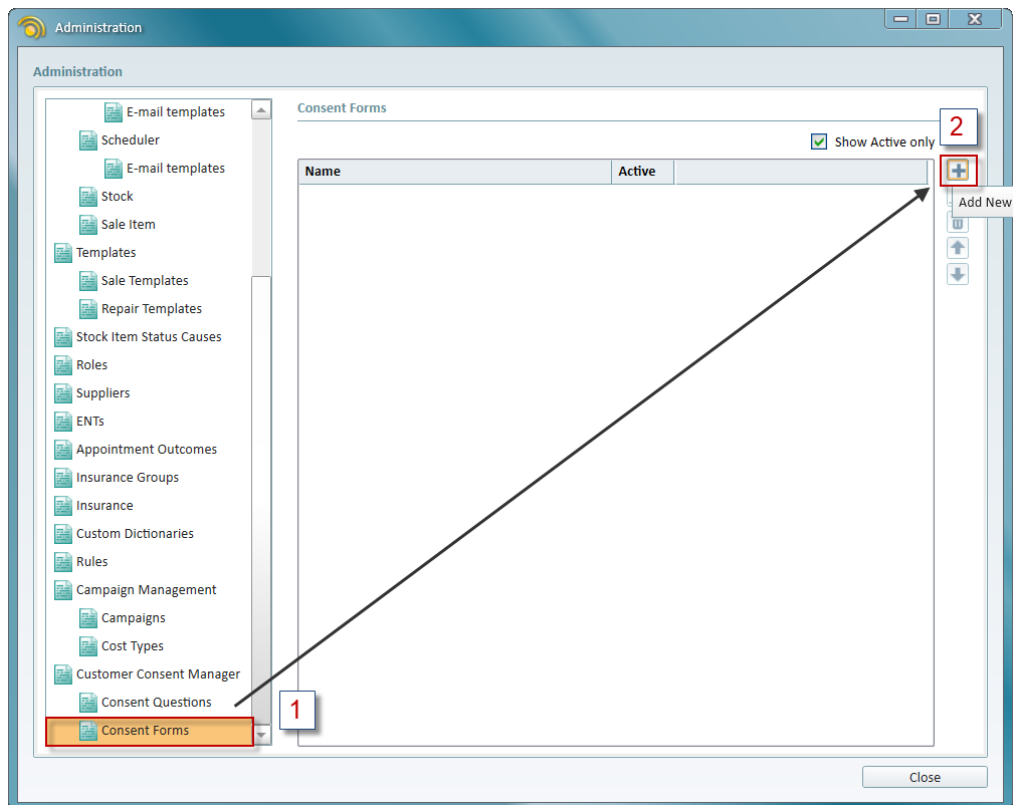 Administration
Administration
E-mail templates
Scheduler
E-mail templates
Stock
Sale Item
Templates
Sale Templates
Repair Templates
Stock Item Status Causes
Roles
Suppliers
ENTs
Appointment Outcomes
Insurance Groups
Insurance
Custom Dictionaries
Rules
Campaign Management
Campaigns
Cost Types
Customer Consent Manager
Consent Questions
Consent Forms
1
Consent Forms
Show Active only
2
Name Active
Add New
Close